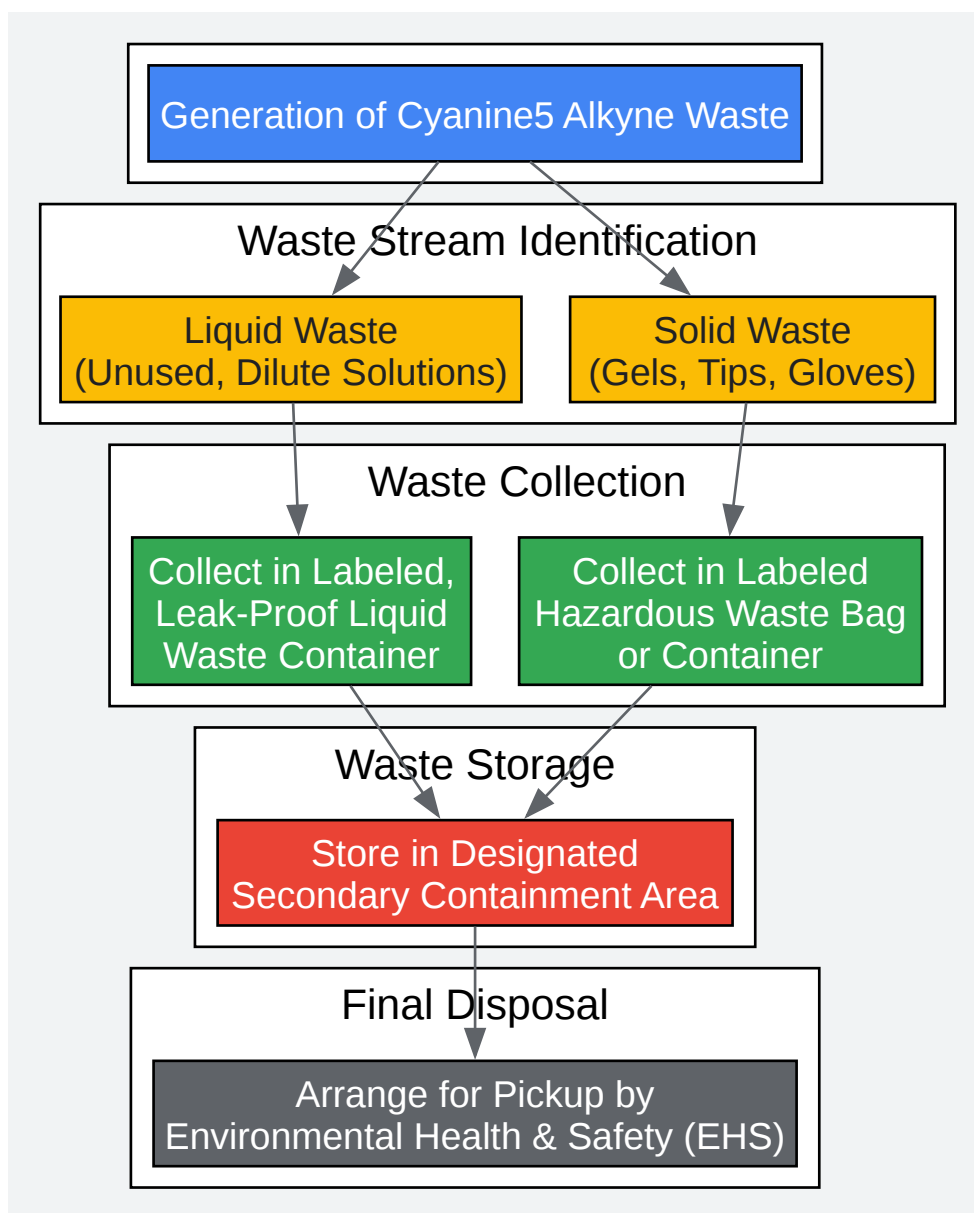 Generation of Cyanine5 Alkyne Waste
Waste Stream Identification
Liquid Waste
(Unused, Dilute Solutions)
Solid Waste
(Gels, Tips, Gloves)
Waste Collection
Collect in Labeled,
Leak-Proof Liquid
Waste Container
Collect in Labeled
Hazardous Waste Bag
or Container
Waste Storage
Store in Designated
Secondary Containment Area
Final Disposal
Arrange for Pickup by
Environmental Health & Safety (EHS)